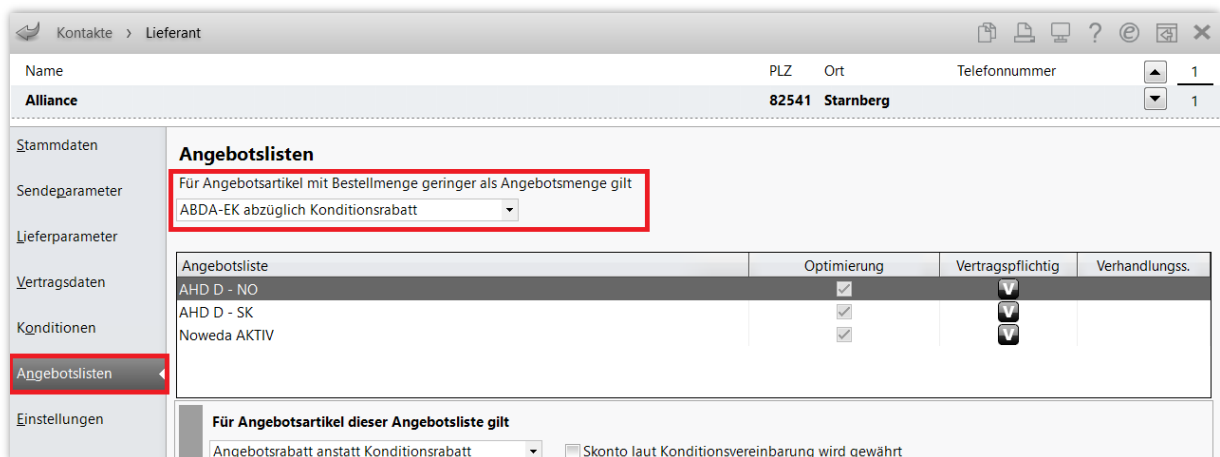 Kontakte > Lieferant
Name PLZ Ort Telefonnummer 1
Alliance 82541 Starnberg 1
Stammdaten
Angebotslisten
Sendeparameter
Für Angebotsartikel mit Bestellmenge geringer als Angebotsmenge gilt
ABDA-EK abzüglich Konditionsrabatt
Lieferparameter
Vertragsdaten
Konditionen
Angebotslisten
Einstellungen
Angebotsliste Optimierung Vertragspflichtig Verhandlungss.
AHD D - NO V
AHD D - SK V
Noweda AKTIV V
Für Angebotsartikel dieser Angebotsliste gilt
Angebotsrabatt anstatt Konditionsrabatt Skonto laut Konditionsvereinbarung wird gewährt